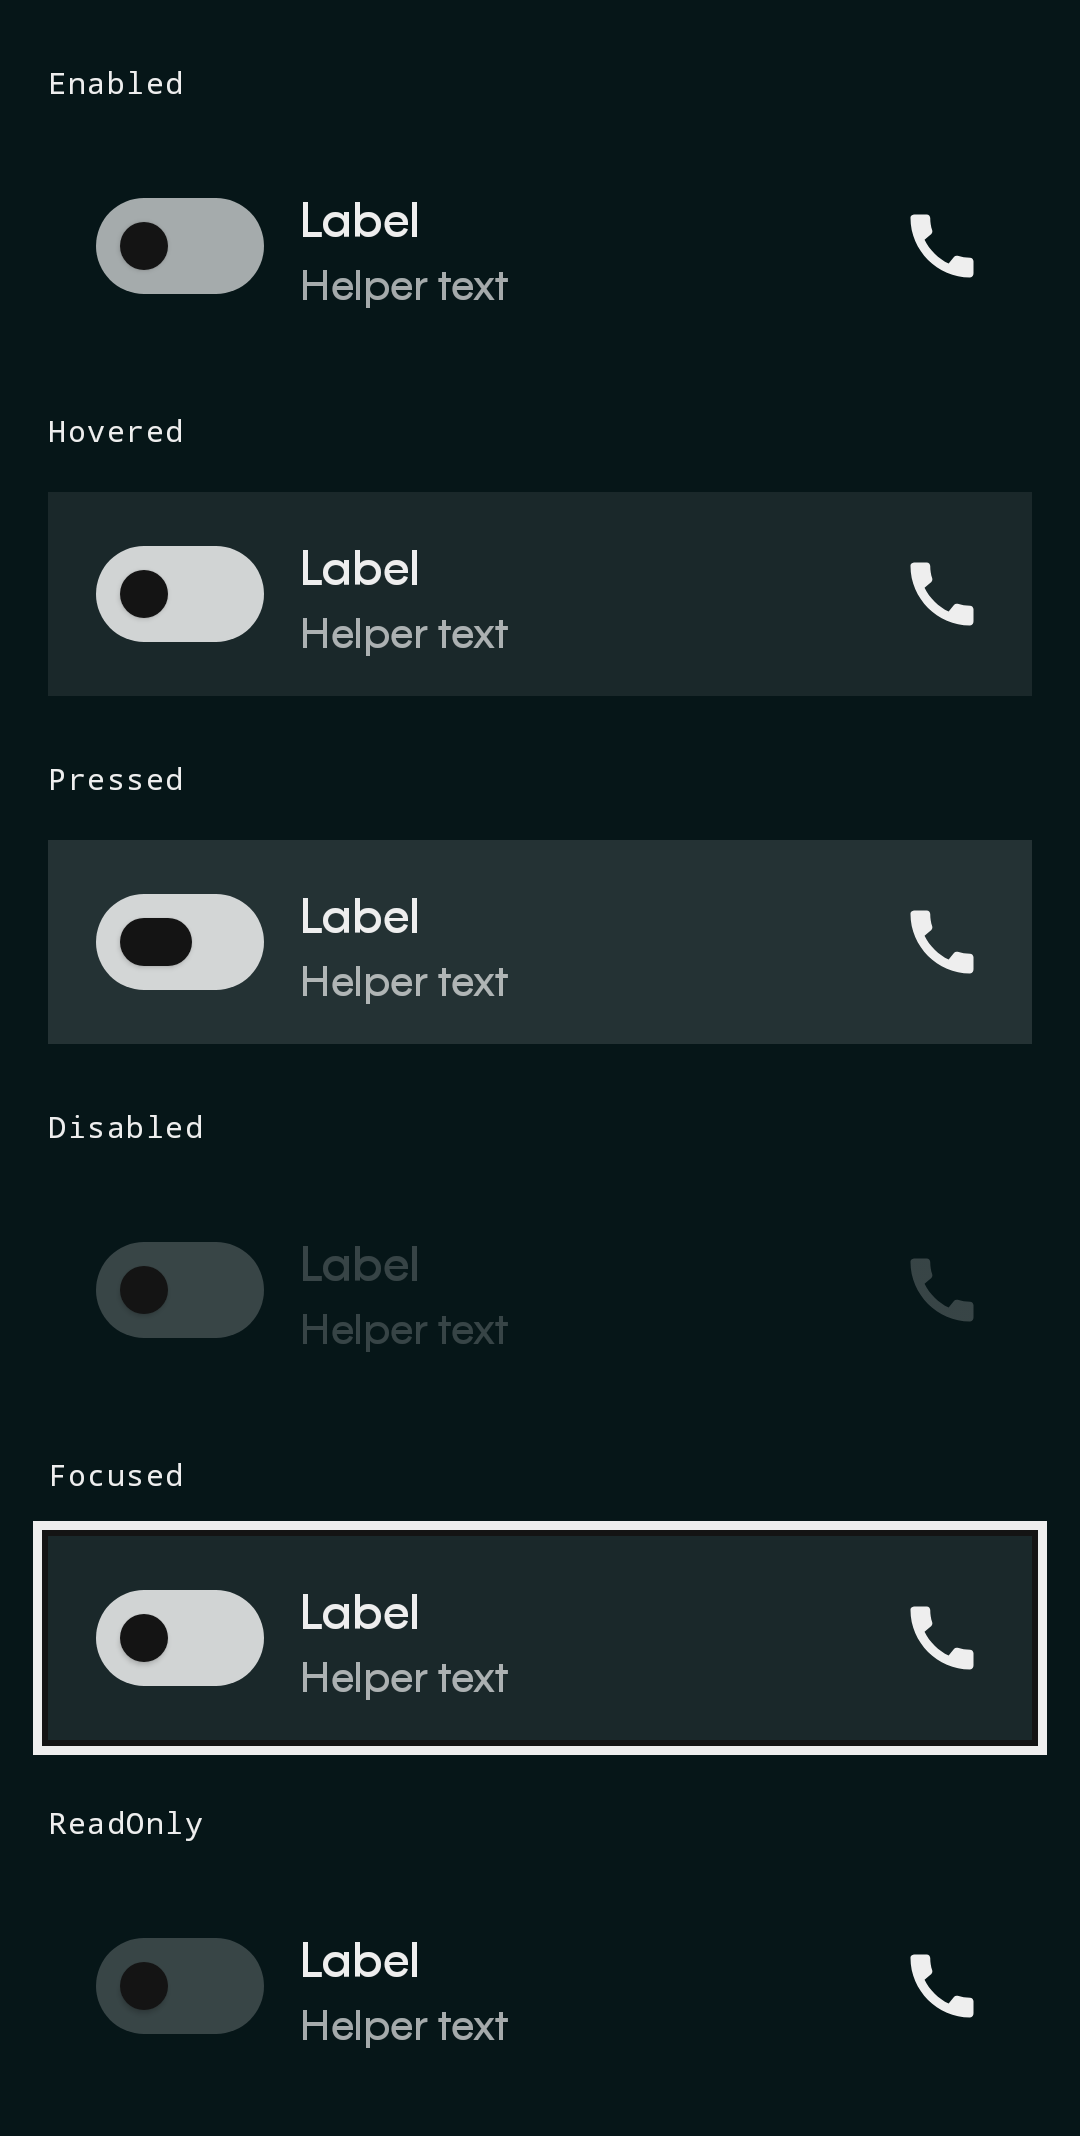 Enabled
Label
Helper text
Hovered
Label
Helper text
Pressed
Label
Helper text
Disabled
Label
Helper text
Focused
Label
Helper text
ReadOnly
Label
Helper text